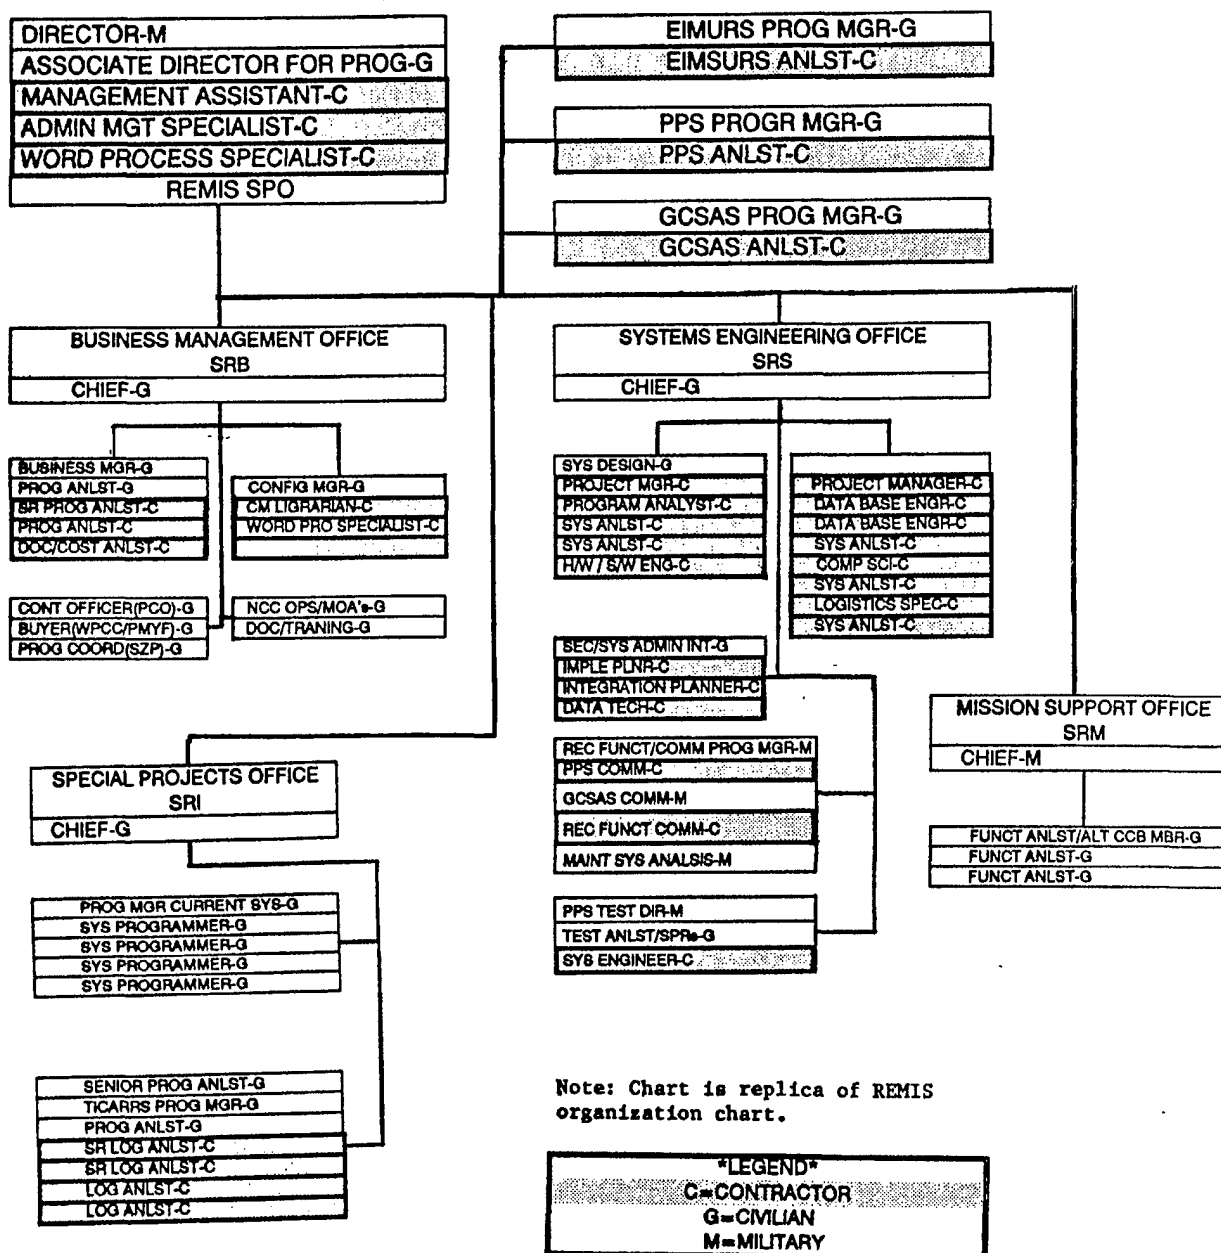 DIRECTOR-M
ASSOCIATE DIRECTOR FOR PROG-G
MANAGEMENT ASSISTANT-C
ADMIN MGT SPECIALIST-C
WORD PROCESS SPECIALIST-C
REMIS SPO
EIMURS PROG MGR-G
EIMSURS ANLST-C
PPS PROGR MGR-G
PPS ANLST-C
GCSAS PROG MGR-G
GCSAS ANLST-C
BUSINESS MANAGEMENT OFFICE
SRB
CHIEF-G
SYSTEMS ENGINEERING OFFICE
SRS
CHIEF-G
BUSINESS MGR-G
PROG ANLST-G
SR PROG ANLST-C
PROG ANLST-C
DOC/COST ANLST-C
CONFIG MGR-G
CM LIGRARIAN-C
WORD PRO SPECIALIST-C
CONT OFFICER(PCO)-G
BUYER(WPCC/PMYF)-G
PROG COORD(SZP)-G
NCC OPS/MOA's-G
DOC/TRANING-G
SYS DESIGN-G
PROJECT MGR-C
PROGRAM ANALYST-C
SYS ANLST-C
SYS ANLST-C
H/W / S/W ENG-C
PROJECT MANAGER-C
DATA BASE ENGR-C
DATA BASE ENGR-C
SYS ANLST-C
COMP SCI-C
SYS ANLST-C
LOGISTICS SPEC-C
SYS ANLST-C
SEC/SYS ADMIN INT-G
IMPLE PLNR-C
INTEGRATION PLANNER-C
DATA TECH-C
REC FUNCT/COMM PROG MGR-M
PPS COMM-C
GCSAS COMM-M
REC FUNCT COMM-C
MAINT SYS ANALSIS-M
PPS TEST DIR-M
TEST ANLST/SPRs-G
SYS ENGINEER-C
MISSION SUPPORT OFFICE
SRM
CHIEF-M
FUNCT ANLST/ALT CCB MBR-G
FUNCT ANLST-G
FUNCT ANLST-G
SPECIAL PROJECTS OFFICE
SRI
CHIEF-G
PROG MGR CURRENT SYS-G
SYS PROGRAMMER-G
SYS PROGRAMMER-G
SYS PROGRAMMER-G
SYS PROGRAMMER-G
SENIOR PROG ANLST-G
TICARRS PROG MGR-G
PROG ANLST-G
SR LOG ANLST-C
SR LOG ANLST-C
LOG ANLST-C
LOG ANLST-C
Note: Chart is replica of REMIS
organization chart.
*LEGEND*
C=CONTRACTOR
G=CIVILIAN
M=MILITARY